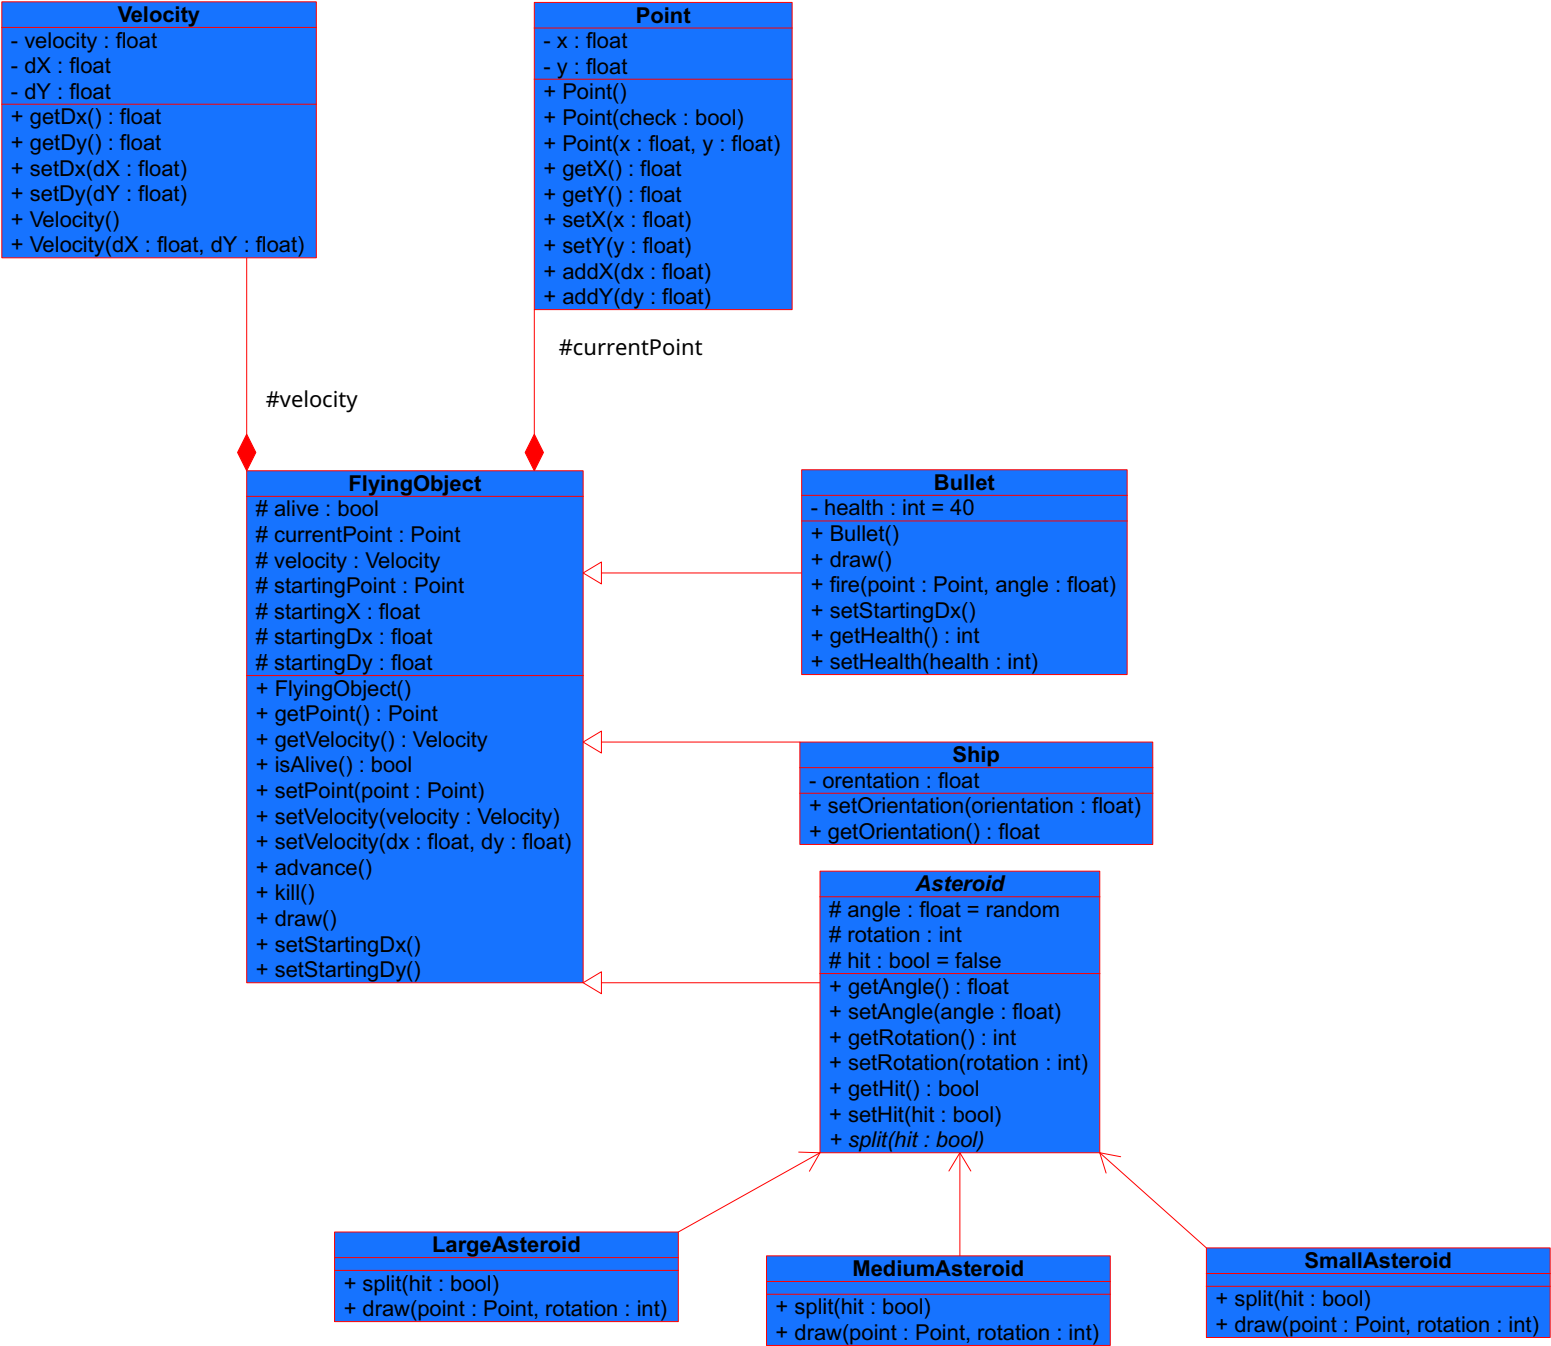 Velocity
- velocity : float
- dX : float
- dY : float
+ getDx() : float
+ getDy() : float
+ setDx(dX : float)
+ setDy(dY : float)
+ Velocity()
+ Velocity(dX : float, dY : float)
Point
- x : float
- y : float
+ Point()
+ Point(check : bool)
+ Point(x : float, y : float)
+ getX() : float
+ getY() : float
+ setX(x : float)
+ setY(y : float)
+ addX(dx : float)
+ addY(dy : float)
#currentPoint
#velocity
FlyingObject
# alive : bool
# currentPoint : Point
# velocity : Velocity
# startingPoint : Point
# startingX : float
# startingDx : float
# startingDy : float
+ FlyingObject()
+ getPoint() : Point
+ getVelocity() : Velocity
+ isAlive() : bool
+ setPoint(point : Point)
+ setVelocity(velocity : Velocity)
+ setVelocity(dx : float, dy : float)
+ advance()
+ kill()
+ draw()
+ setStartingDx()
+ setStartingDy()
Bullet
- health : int = 40
+ Bullet()
+ draw()
+ fire(point : Point, angle : float)
+ setStartingDx()
+ getHealth() : int
+ setHealth(health : int)
Ship
- orentation : float
+ setOrientation(orientation : float)
+ getOrientation() : float
Asteroid
# angle : float = random
# rotation : int
# hit : bool = false
+ getAngle() : float
+ setAngle(angle : float)
+ getRotation() : int
+ setRotation(rotation : int)
+ getHit() : bool
+ setHit(hit : bool)
+ split(hit : bool)
LargeAsteroid
+ split(hit : bool)
+ draw(point : Point, rotation : int)
MediumAsteroid
+ split(hit : bool)
+ draw(point : Point, rotation : int)
SmallAsteroid
+ split(hit : bool)
+ draw(point : Point, rotation : int)